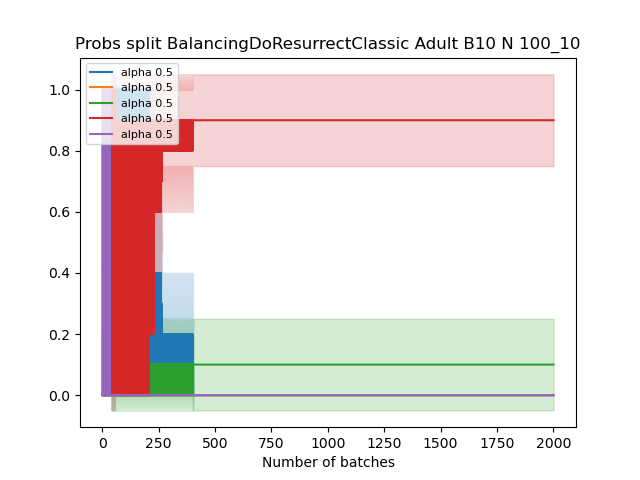 Probs split BalancingDoResurrectClassic Adult B10 N 100_10
alpha 0.5
alpha 0.5
alpha 0.5
alpha 0.5
alpha 0.5
1.0
0.8
0.6
0.4
0.2
0.0
0 250 500 750 1000 1250 1500 1750 2000
Number of batches